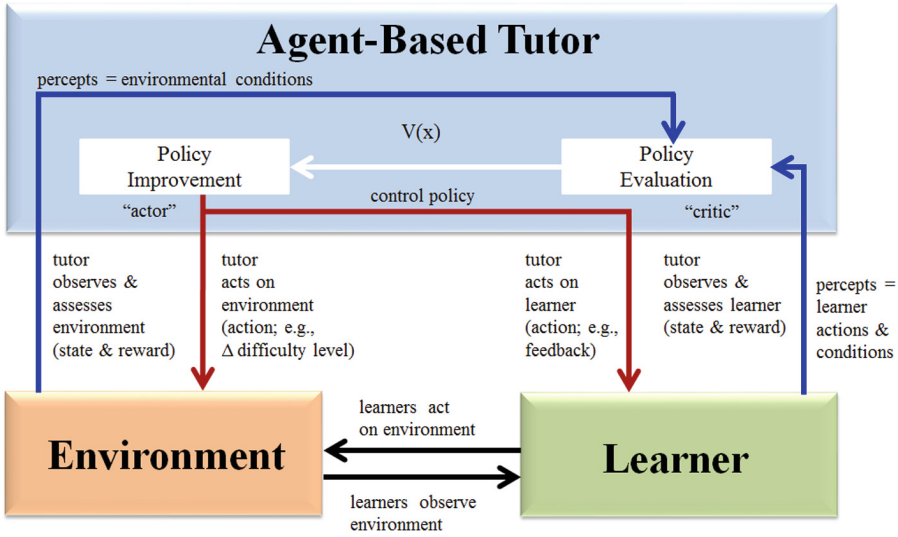 Agent-Based Tutor
percepts = environmental conditions
V(x)
Policy
Improvement
Policy
Evaluation
“actor”
control policy
“critic”
tutor
observes &
assesses
environment
(state & reward)
tutor
acts on
environment
(action; e.g.,
Δ difficulty level)
tutor
acts on
learner
(action; e.g.,
feedback)
tutor
observes &
assesses learner
(state & reward)
percepts =
learner
actions &
conditions
Environment
learners act
on environment
learners observe
environment
Learner